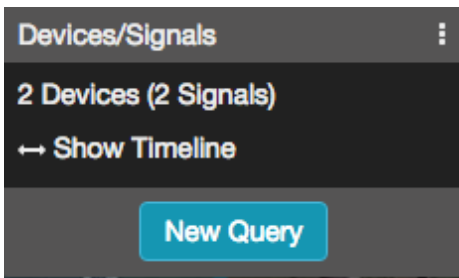 Devices/Signals
2 Devices (2 Signals)
↔ Show Timeline
New Query